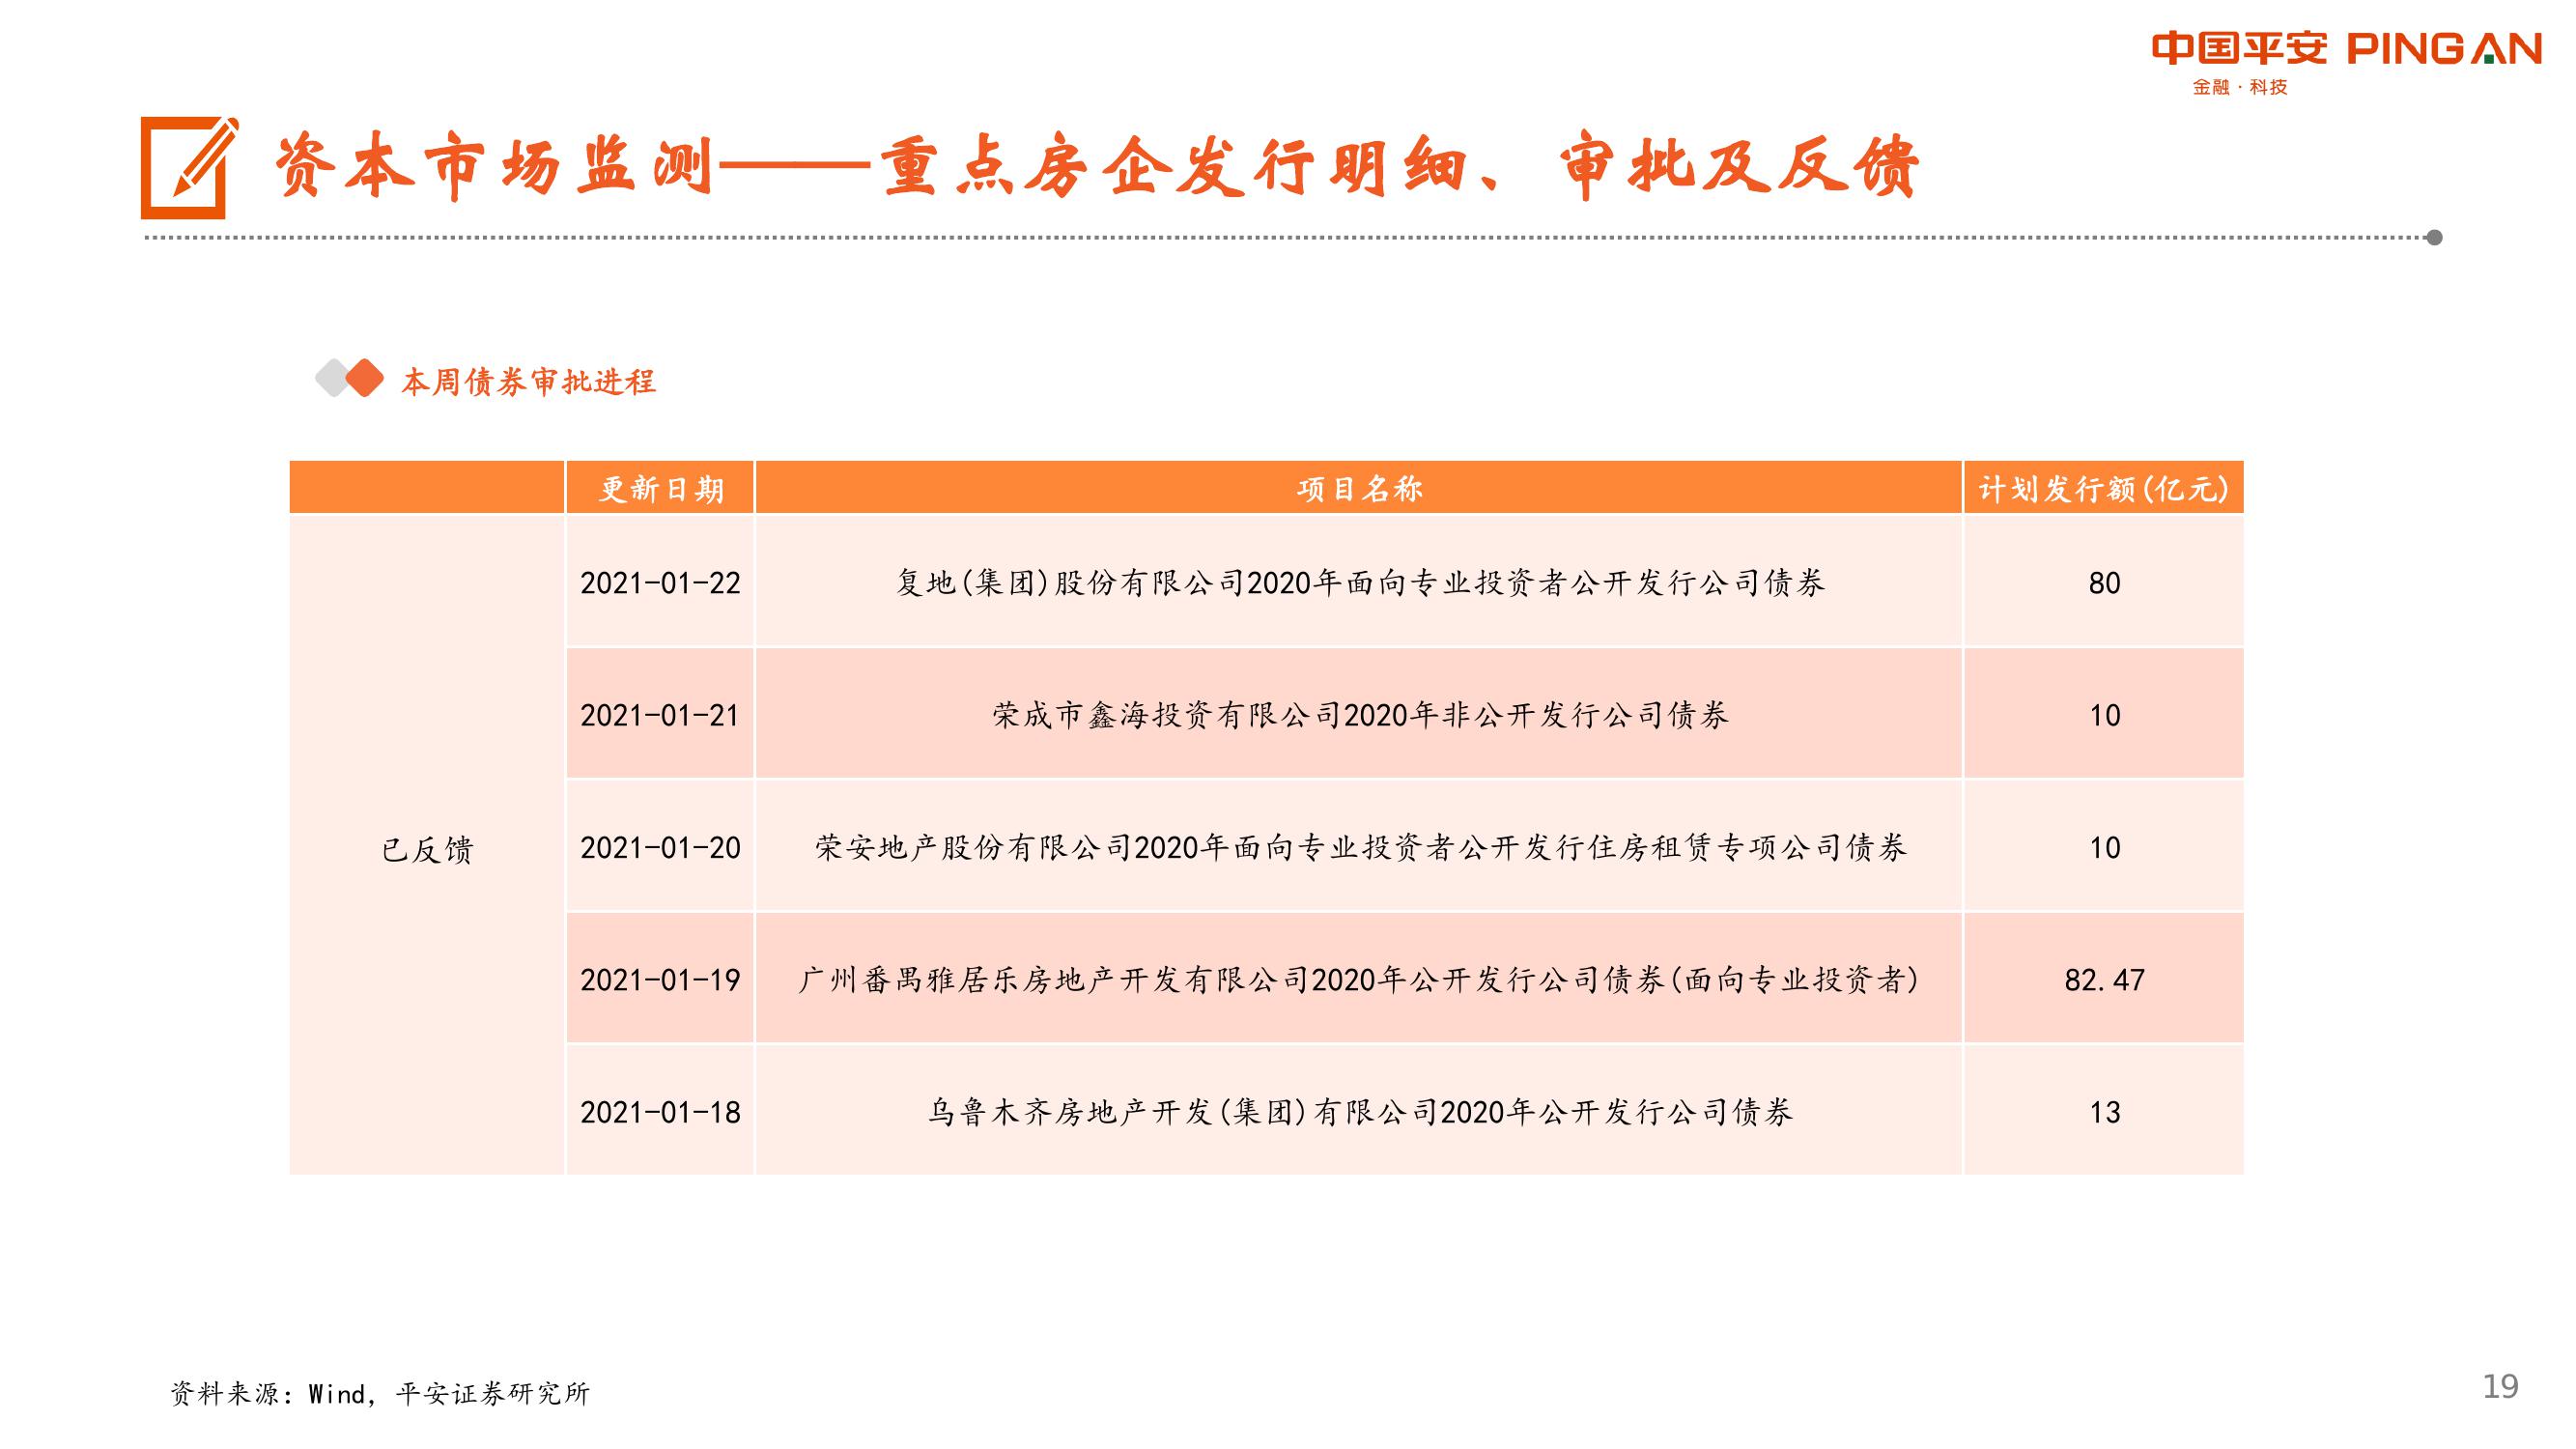 中国平安 PING AN
金融·科技
资本市场监测——重点房企发行明细、审批及反馈
本周债券审批进程
更新日期 项目名称 计划发行额(亿元)
已反馈
2021-01-22 复地(集团)股份有限公司2020年面向专业投资者公开发行公司债券 80
2021-01-21 荣成市鑫海投资有限公司2020年非公开发行公司债券 10
2021-01-20 荣安地产股份有限公司2020年面向专业投资者公开发行住房租赁专项公司债券 10
2021-01-19 广州番禺雅居乐房地产开发有限公司2020年公开发行公司债券(面向专业投资者) 82.47
2021-01-18 乌鲁木齐房地产开发(集团)有限公司2020年公开发行公司债券 13
资料来源：Wind，平安证券研究所
19